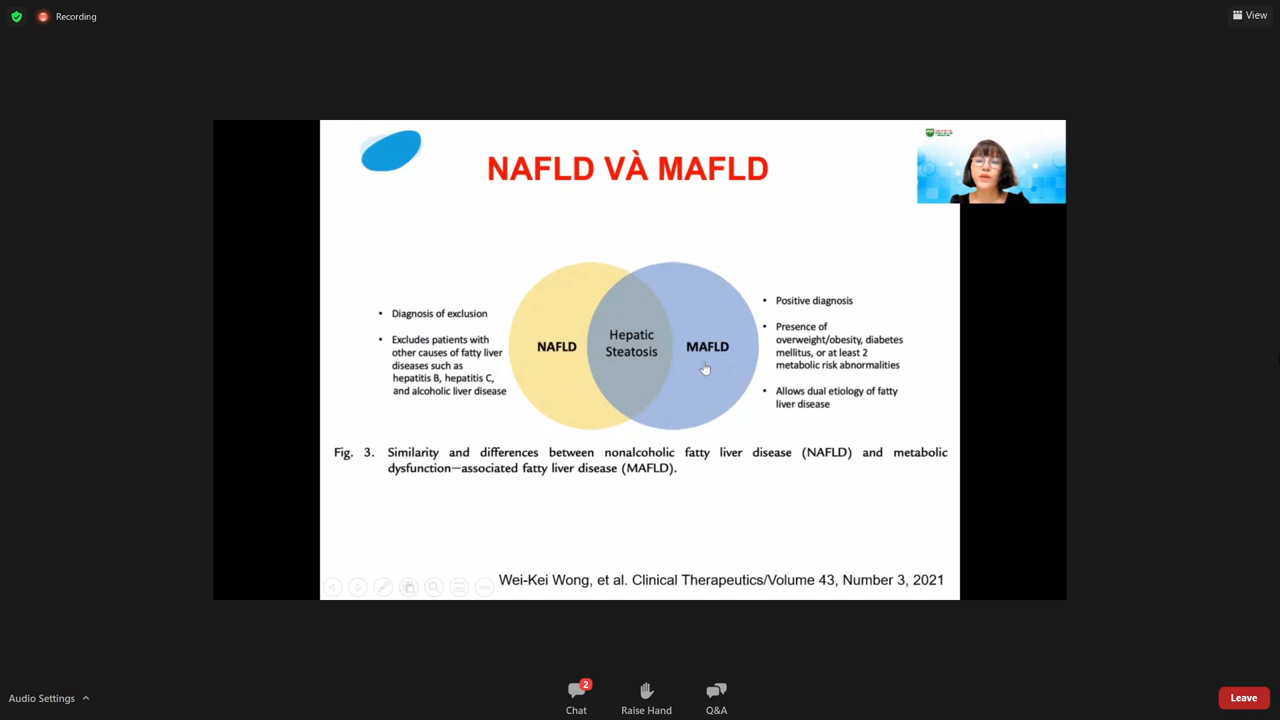 Recording
View
NAFLD VÀ MAFLD
• Diagnosis of exclusion
• Excludes patients with
other causes of fatty liver
diseases such as
hepatitis B, hepatitis C,
and alcoholic liver disease
NAFLD
Hepatic
Steatosis
MAFLD
• Positive diagnosis
• Presence of
overweight/obesity, diabetes
mellitus, or at least 2
metabolic risk abnormalities
• Allows dual etiology of fatty
liver disease
Fig. 3. Similarity and differences between nonalcoholic fatty liver disease (NAFLD) and metabolic
dysfunction—associated fatty liver disease (MAFLD).
Wei-Kei Wong, et al. Clinical Therapeutics/Volume 43, Number 3, 2021
Audio Settings
2
Chat
Raise Hand
Q&A
Leave